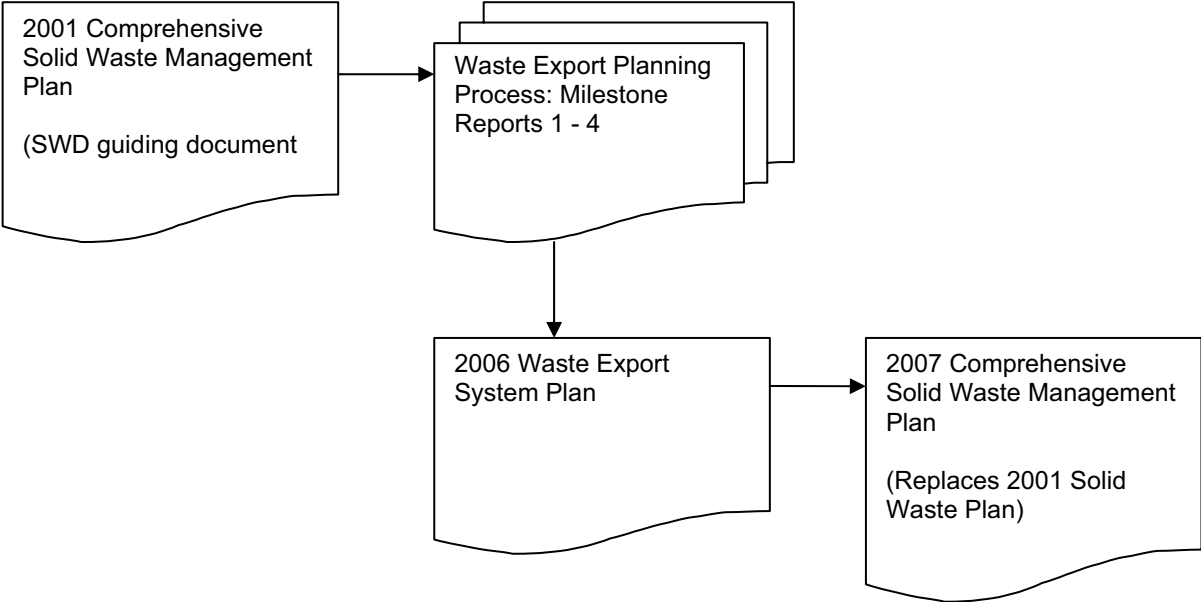 2001 Comprehensive
Solid Waste Management
Plan
(SWD guiding document
Waste Export Planning
Process: Milestone
Reports 1 - 4
2006 Waste Export
System Plan
2007 Comprehensive
Solid Waste Management
Plan
(Replaces 2001 Solid
Waste Plan)